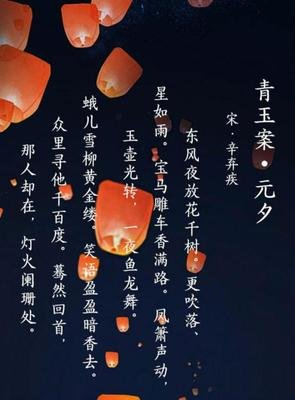 青玉案·元夕
宋·辛弃疾
东风夜放花千树。更吹落、
星如雨。宝马雕车香满路。凤箫声动，
玉壶光转，一夜鱼龙舞。
蛾儿雪柳黄金缕。笑语盈盈暗香去。
众里寻他千百度。蓦然回首，
那人却在，灯火阑珊处。